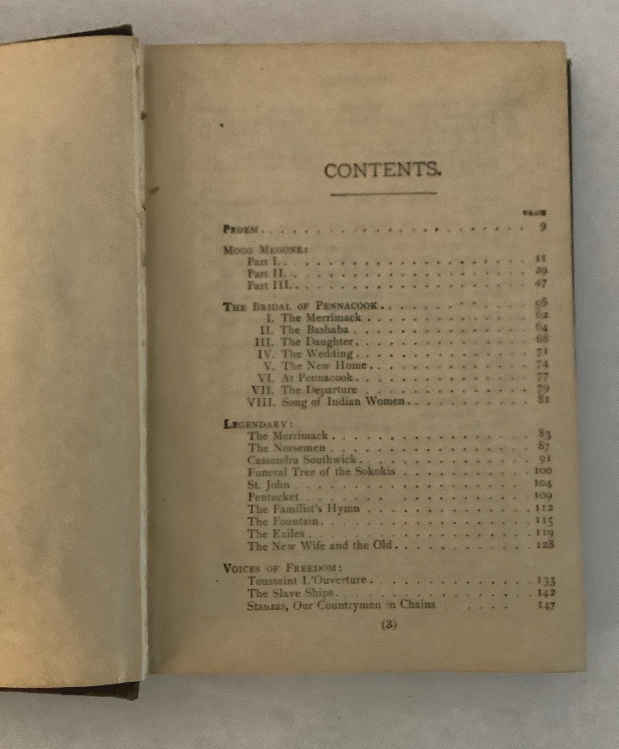 CONTENTS.
PAGE
PROEM . . . . . . . . . . . . . . . . . . . . . . . . 9
MOGG MEGONE:
Part I. . . . . . . . . . . . . . . . . . . . . . . . 11
Part II. . . . . . . . . . . . . . . . . . . . . . . 29
Part III. . . . . . . . . . . . . . . . . . . . . . . 47
THE BRIDAL OF PENNACOOK . . . . . . . . . . . . 56
I. The Merrimack . . . . . . . . . . . . . . . 62
II. The Bashaba . . . . . . . . . . . . . . . 64
III. The Daughter . . . . . . . . . . . . . . . 68
IV. The Wedding . . . . . . . . . . . . . . . 71
V. The New Home . . . . . . . . . . . . . . . 74
VI. At Pennacook . . . . . . . . . . . . . . . 77
VII. The Departure . . . . . . . . . . . . . . 79
VIII. Song of Indian Women . . . . . . . . . . 81
LEGENDARY:
The Merrimack . . . . . . . . . . . . . . . . . 83
The Norsemen . . . . . . . . . . . . . . . . . 87
Cassandra Southwick . . . . . . . . . . . . . . 91
Funeral Tree of the Sokokis . . . . . . . . . . 100
St. John . . . . . . . . . . . . . . . . . . . 104
Pentucket . . . . . . . . . . . . . . . . . . . 109
The Familist's Hymn . . . . . . . . . . . . . . 112
The Fountain . . . . . . . . . . . . . . . . . 115
The Exiles . . . . . . . . . . . . . . . . . . 119
The New Wife and the Old . . . . . . . . . . . 128
VOICES OF FREEDOM:
Toussaint L'Ouverture . . . . . . . . . . . . . 135
The Slave Ships . . . . . . . . . . . . . . . . 142
Stanzas, Our Countrymen in Chains . . . . 147
(3)